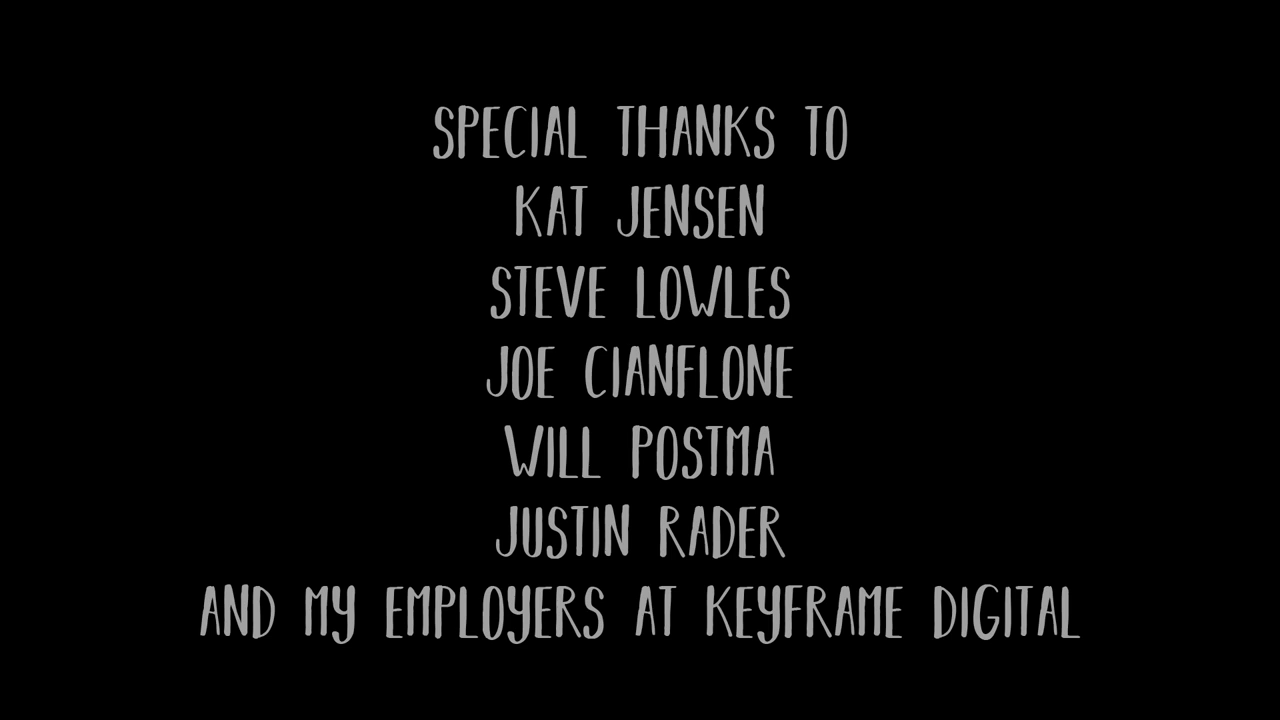 SPECIAL THANKS TO
KAT JENSEN
STEVE LOWLES
JOE CIANFLONE
WILL POSTMA
JUSTIN RADER
AND MY EMPLOYERS AT KEYFRAME DIGITAL